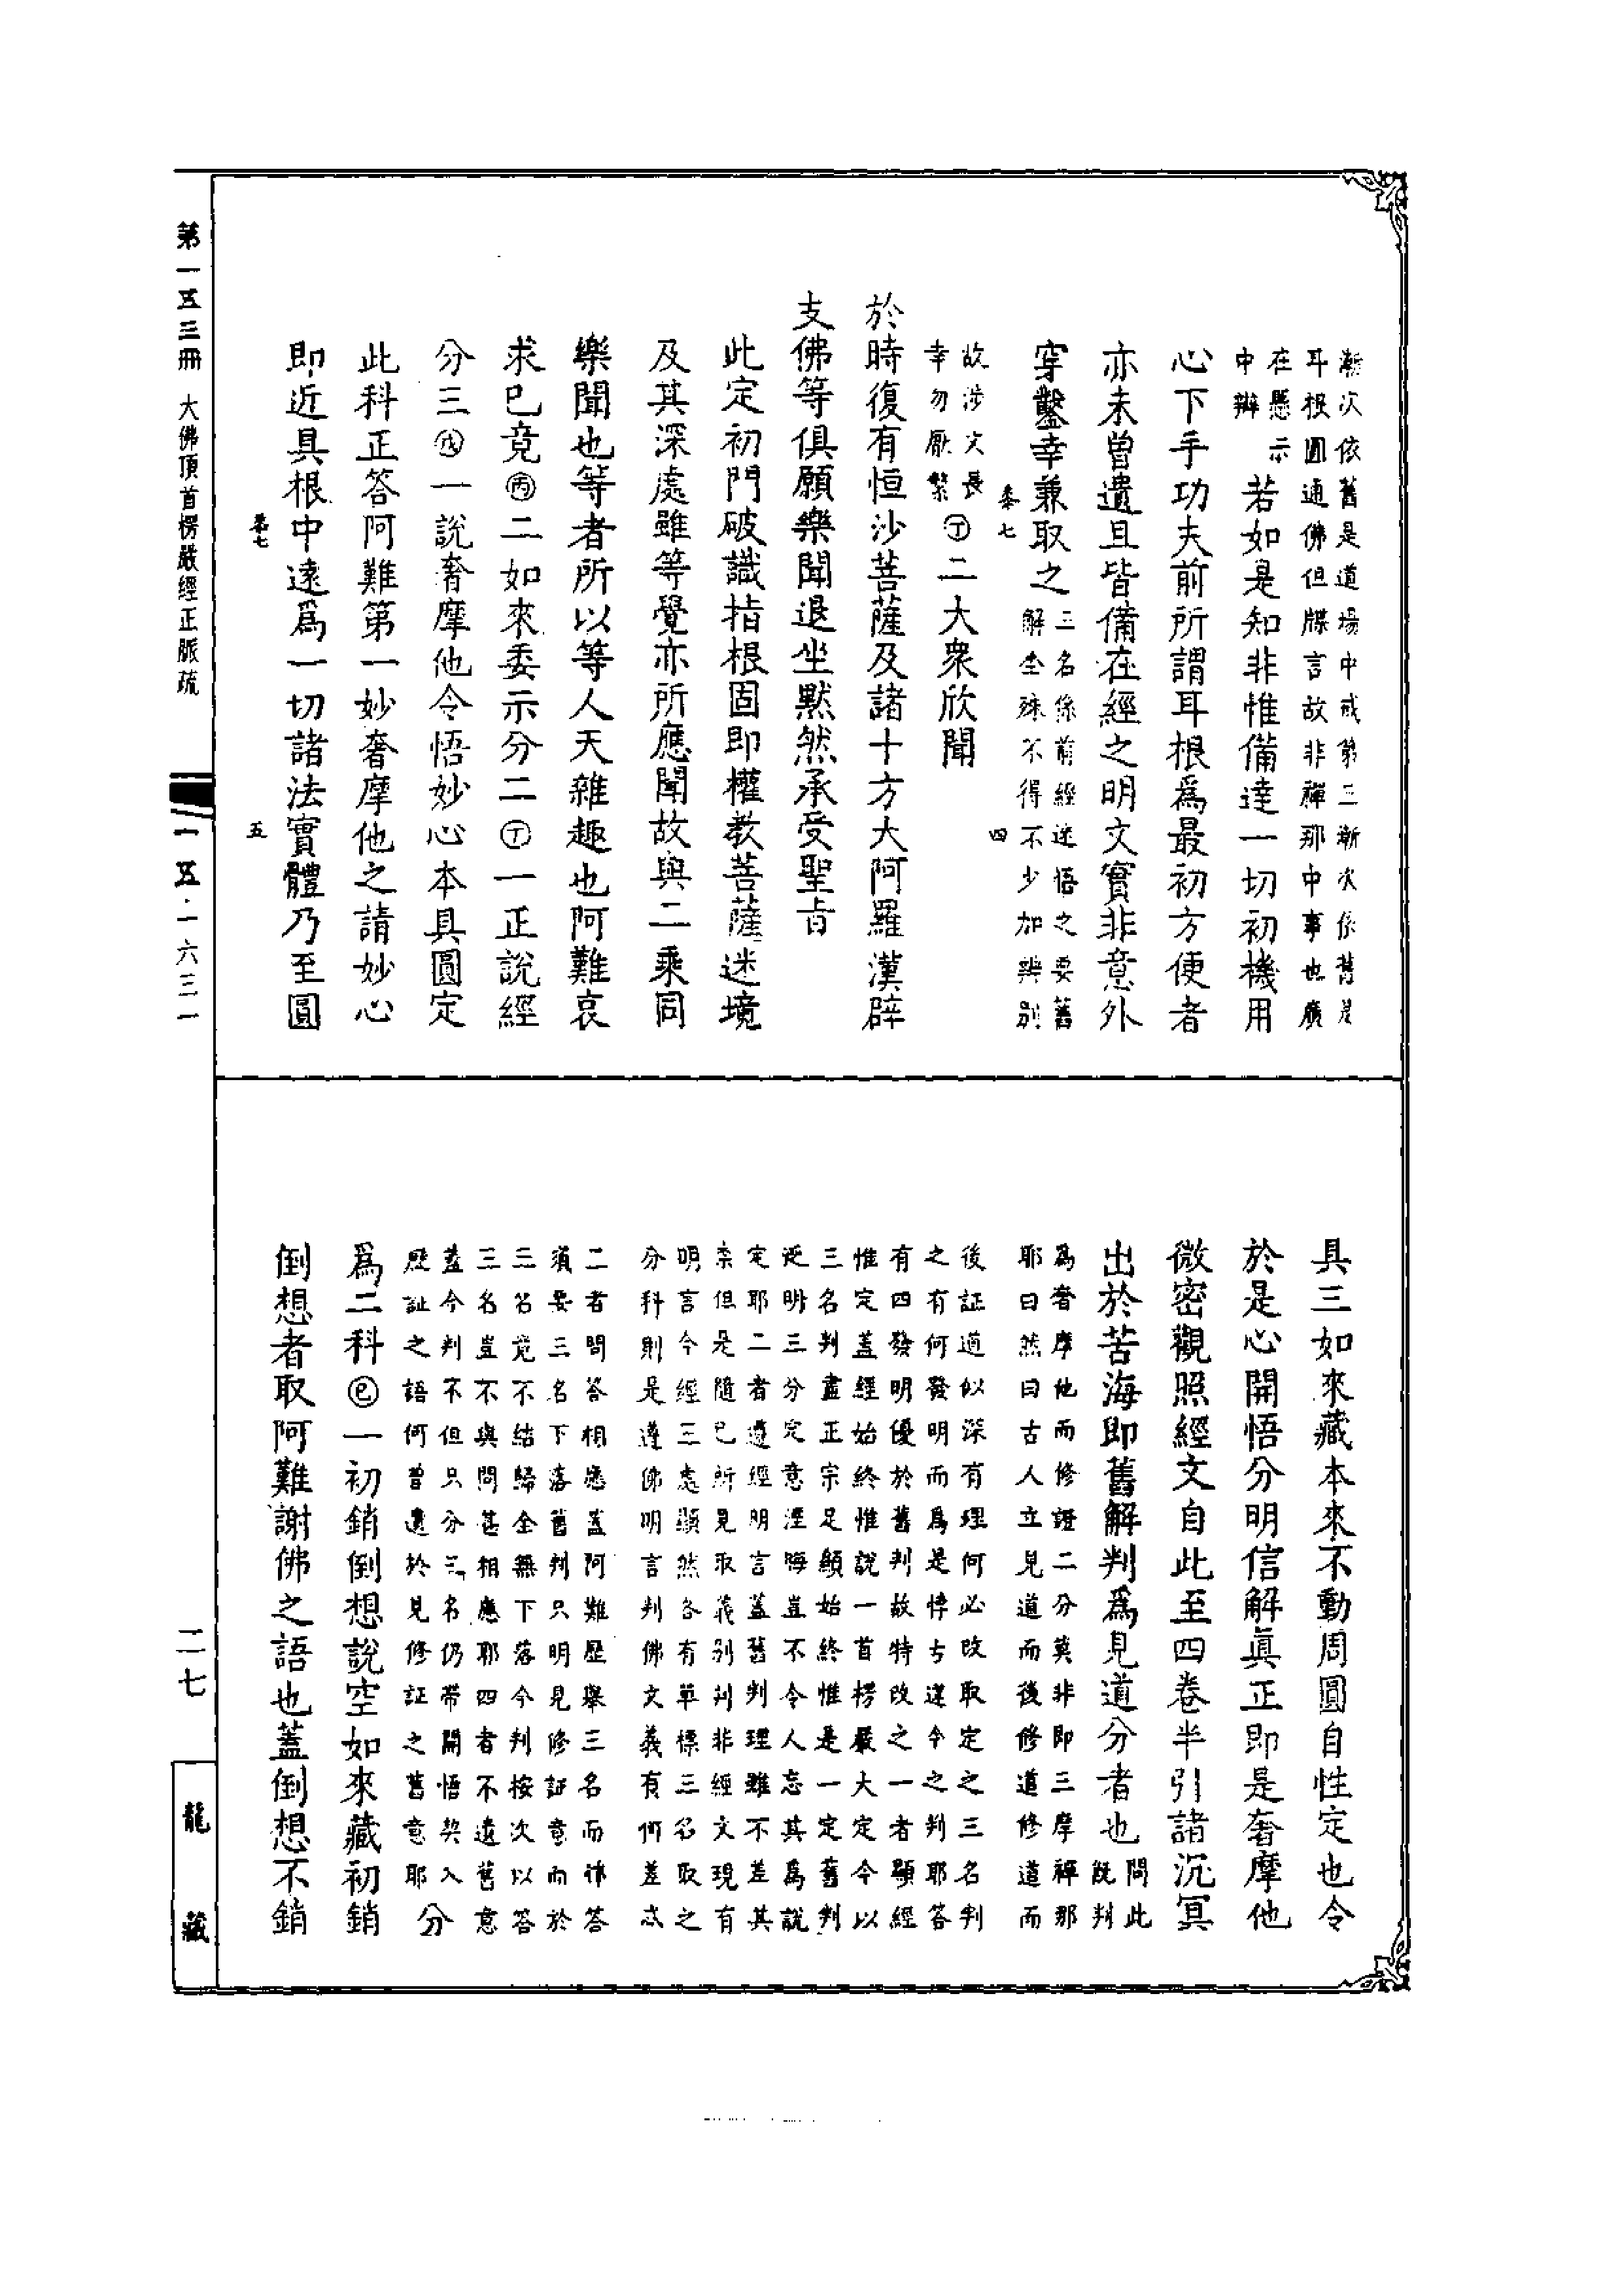 漸次依舊是道場中戒第三漸次係舊是
耳根圓通佛但牒言故非禪那中事也廣
在懸示
中辯
若如是知非惟備達一切初機用
心下手功夫前所謂耳根為最初方便者
亦未曾遺且皆備在經之明文實非意外
穿鑿幸兼取之
三名係前經迷悟之要舊
解全殊不得不少加辨別
卷七
四
故涉文長
幸勿厭繁
㊀丁二大衆欣聞
於時復有恒沙菩薩及諸十方大阿羅漢辟
支佛等俱願樂聞退坐默然承受聖旨
此定初門破識指根固即權教菩薩迷境
及其深處雖等覺亦所應聞故與二乘同
樂聞也等者所以等人天雜趣也阿難哀
求已竟丙二如來委示分二丁一正說經
分三戊一說奢摩他令悟妙心本具圓定
此科正答阿難第一妙奢摩他之請妙心
即近具根中遠爲一切諸法實體乃至圓
卷七
五
第一五三冊 大佛頂首楞嚴經正脈疏
一五·一六三一
具三如來藏本來不動周圓自性定也令
於是心開悟分明信解眞正即是奢摩他
微密觀照經文自此至四卷半引諸沉冥
出於苦海即舊解判爲見道分者也
問此
旣判
爲奢摩他而修證二分莫非即三摩禪那
耶曰然曰古人立見道而後修道修道而
後証道似深有理何必改取定之三名判
之有何發明而爲是悖古違今之判耶答
有四發明優於舊判故特改之一者顯經
惟定蓋經始終惟說一首楞嚴大定今以
三名判盡正宗足顯始終惟是一定舊判
逆明三分定意湮晦豈不令人忘其爲說
定耶二者遵經明言蓋舊判理雖不差其
柰但是隨己所見取義別判非經文現有
明言今經三處顯然各有單標三名取之
分科則是遵佛明言判佛文義有何差忒
二者問答相應蓋阿難歷舉三名而求答
須要三名下落舊判只明見修証意而於
三名竟不結歸全無下落今判按次以答
三名豈不與問甚相應耶四者不遺舊意
蓋今判不但只分三名仍帶開悟契入
歷証之語何曾遺於見修証之舊意耶
分
爲二科己一初銷倒想說空如來藏初銷
倒想者取阿難謝佛之語也蓋倒想不銷
二七
龍藏